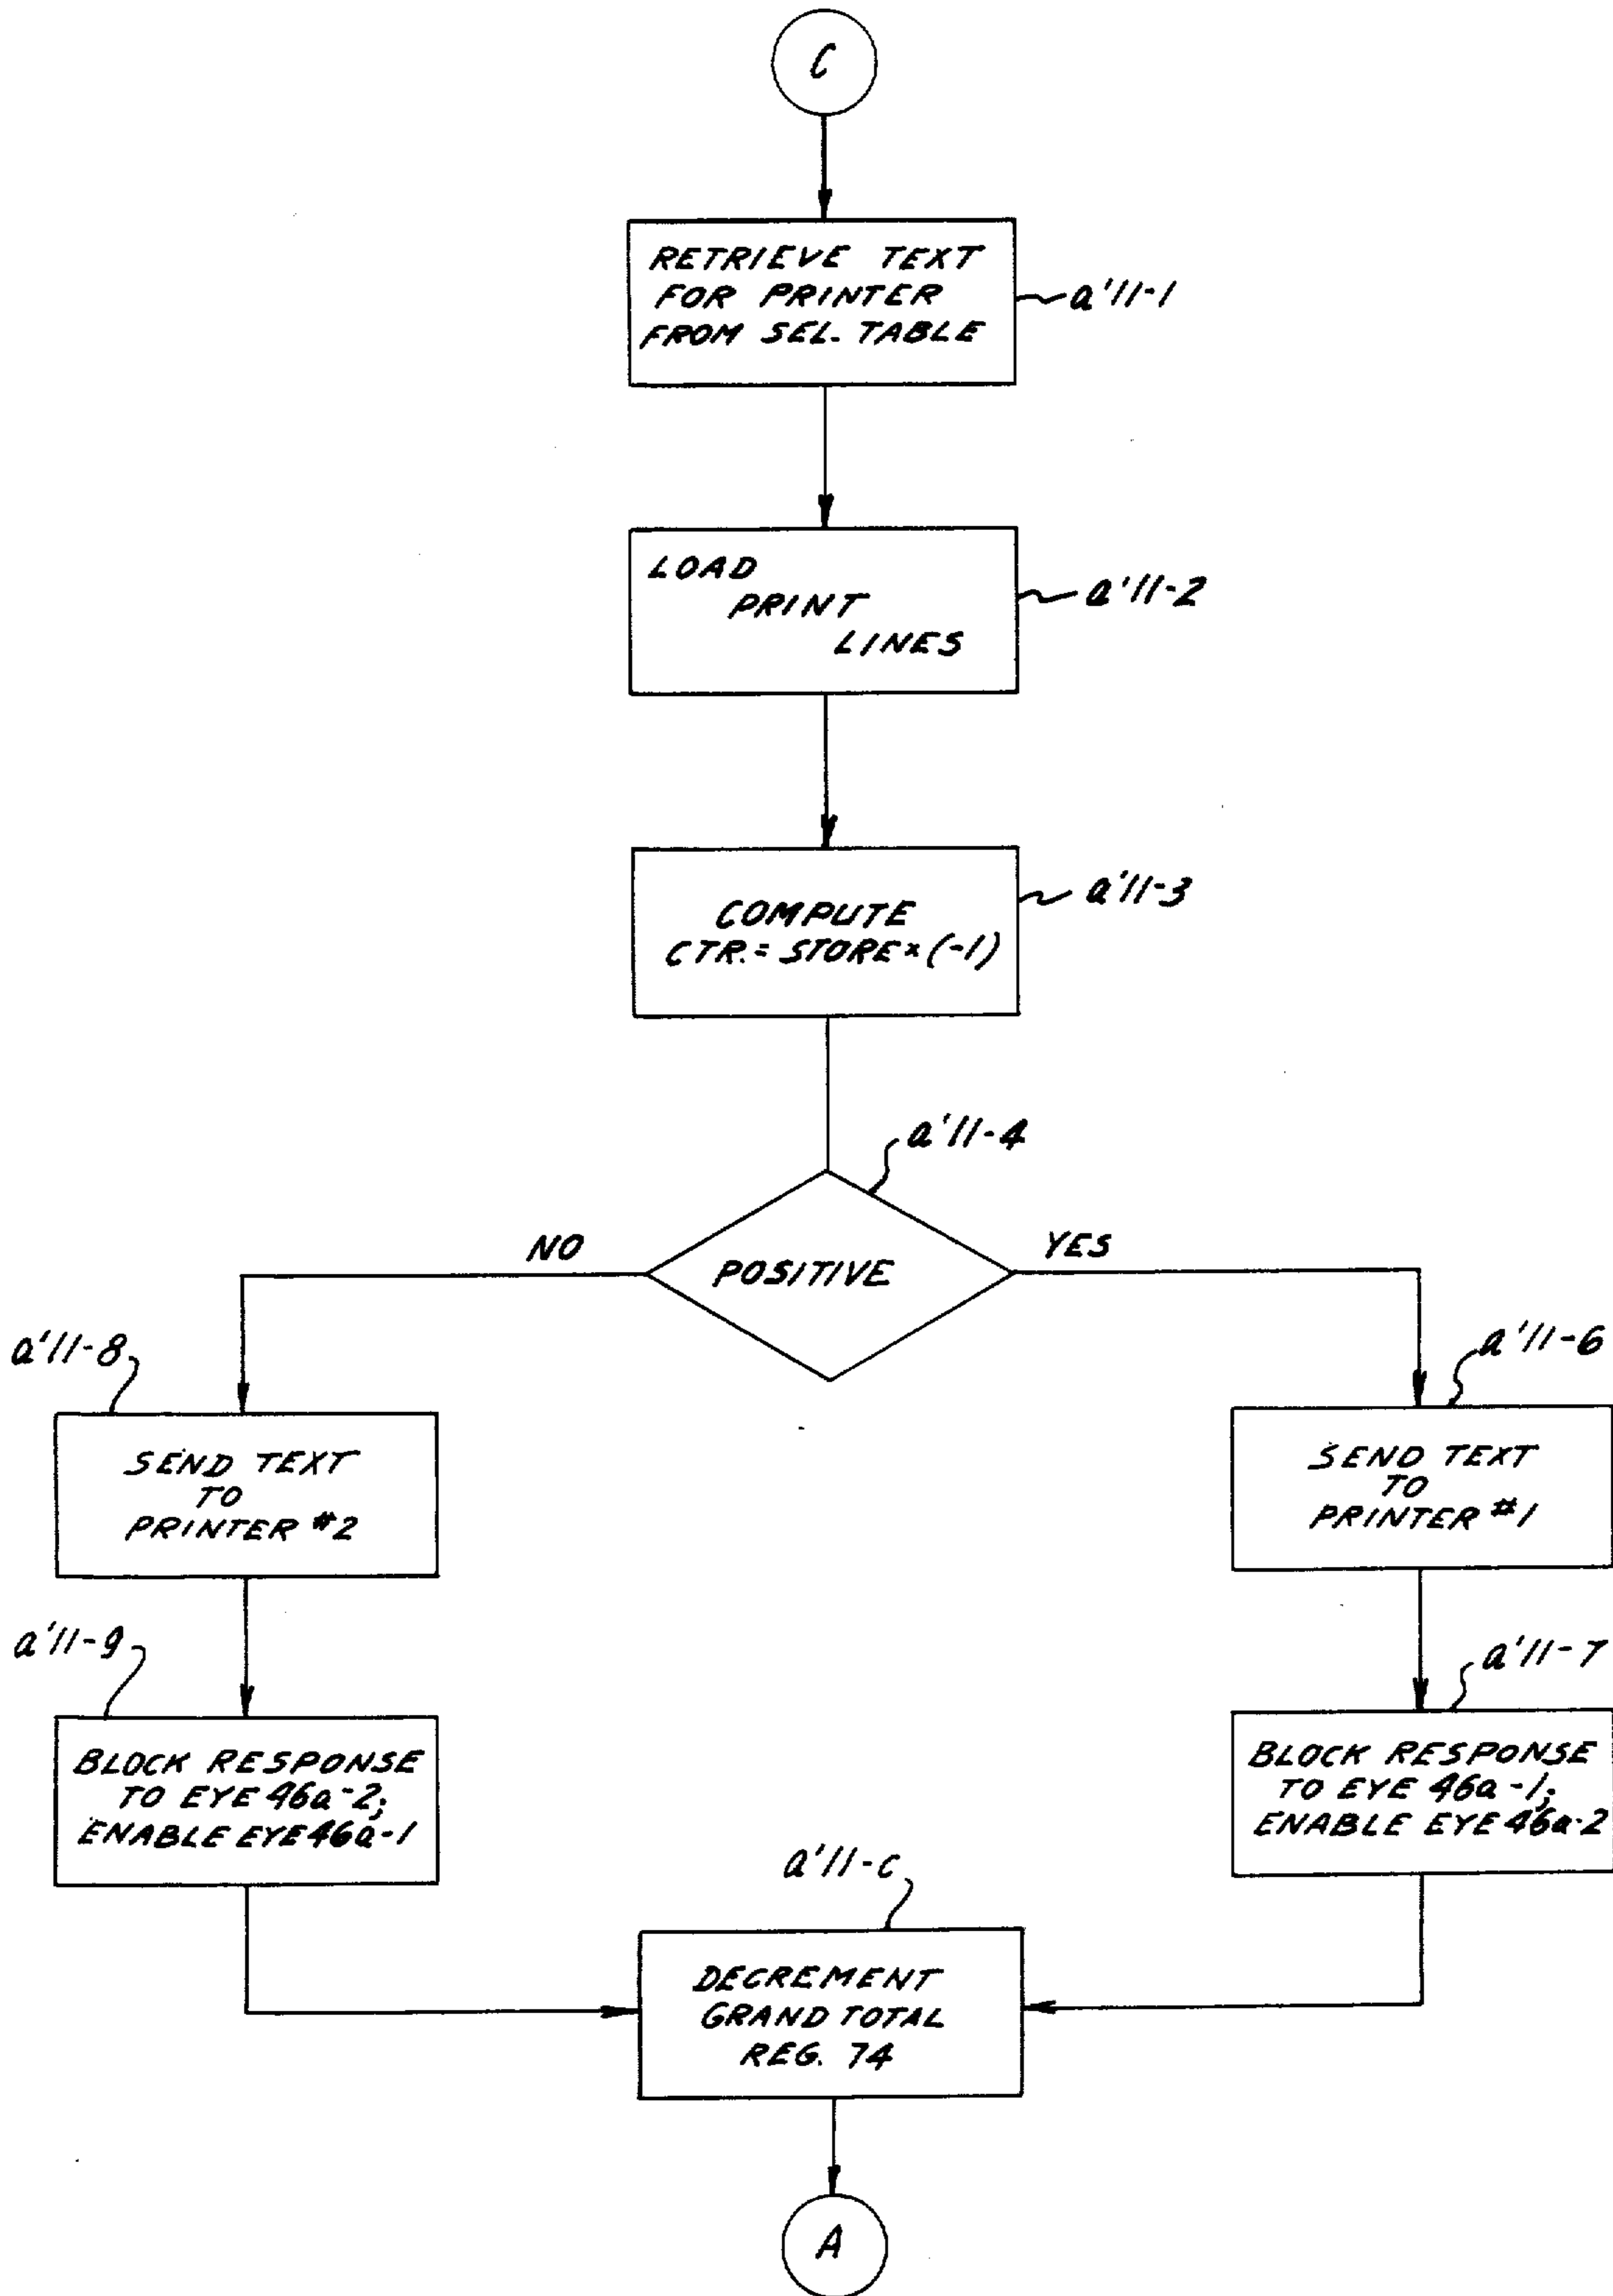 C
RETRIEVE TEXT
FOR PRINTER
FROM SEL. TABLE
a'11-1
LOAD
PRINT
LINES
a'11-2
COMPUTE
CTR. = STORE × (-1)
a'11-3
a'11-4
POSITIVE
NO
YES
a'11-8
SEND TEXT
TO
PRINTER #2
a'11-6
SEND TEXT
TO
PRINTER #1
a'11-9
BLOCK RESPONSE
TO EYE 46a-2;
ENABLE EYE 46a-1
a'11-7
BLOCK RESPONSE
TO EYE 46a-1;
ENABLE EYE 46a-2
a'11-c
DECREMENT
GRAND TOTAL
REG. 74
A